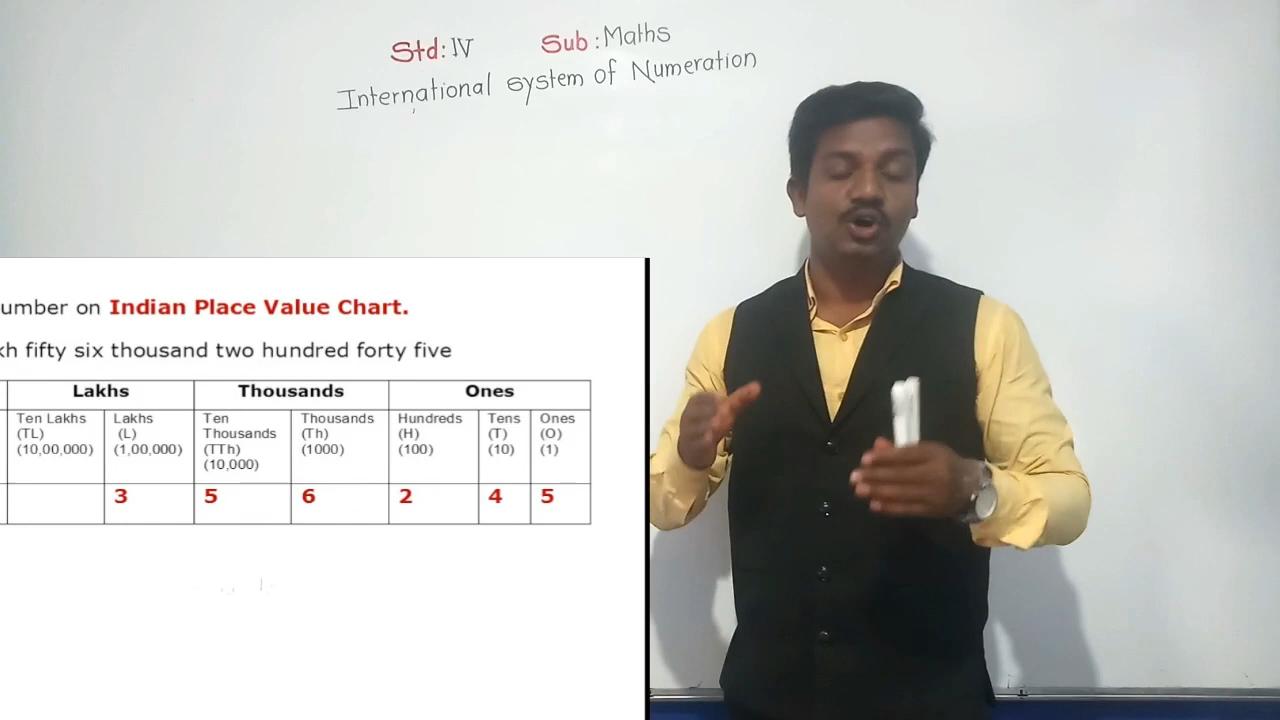 Std: IV Sub: Maths
International system of Numeration
umber on Indian Place Value Chart.
kh fifty six thousand two hundred forty five
Lakhs Thousands Ones
Ten Lakhs (TL) (10,00,000) Lakhs (L) (1,00,000) Ten Thousands (TTh) (10,000) Thousands (Th) (1000) Hundreds (H) (100) Tens (T) (10) Ones (O) (1)
3 5 6 2 4 5